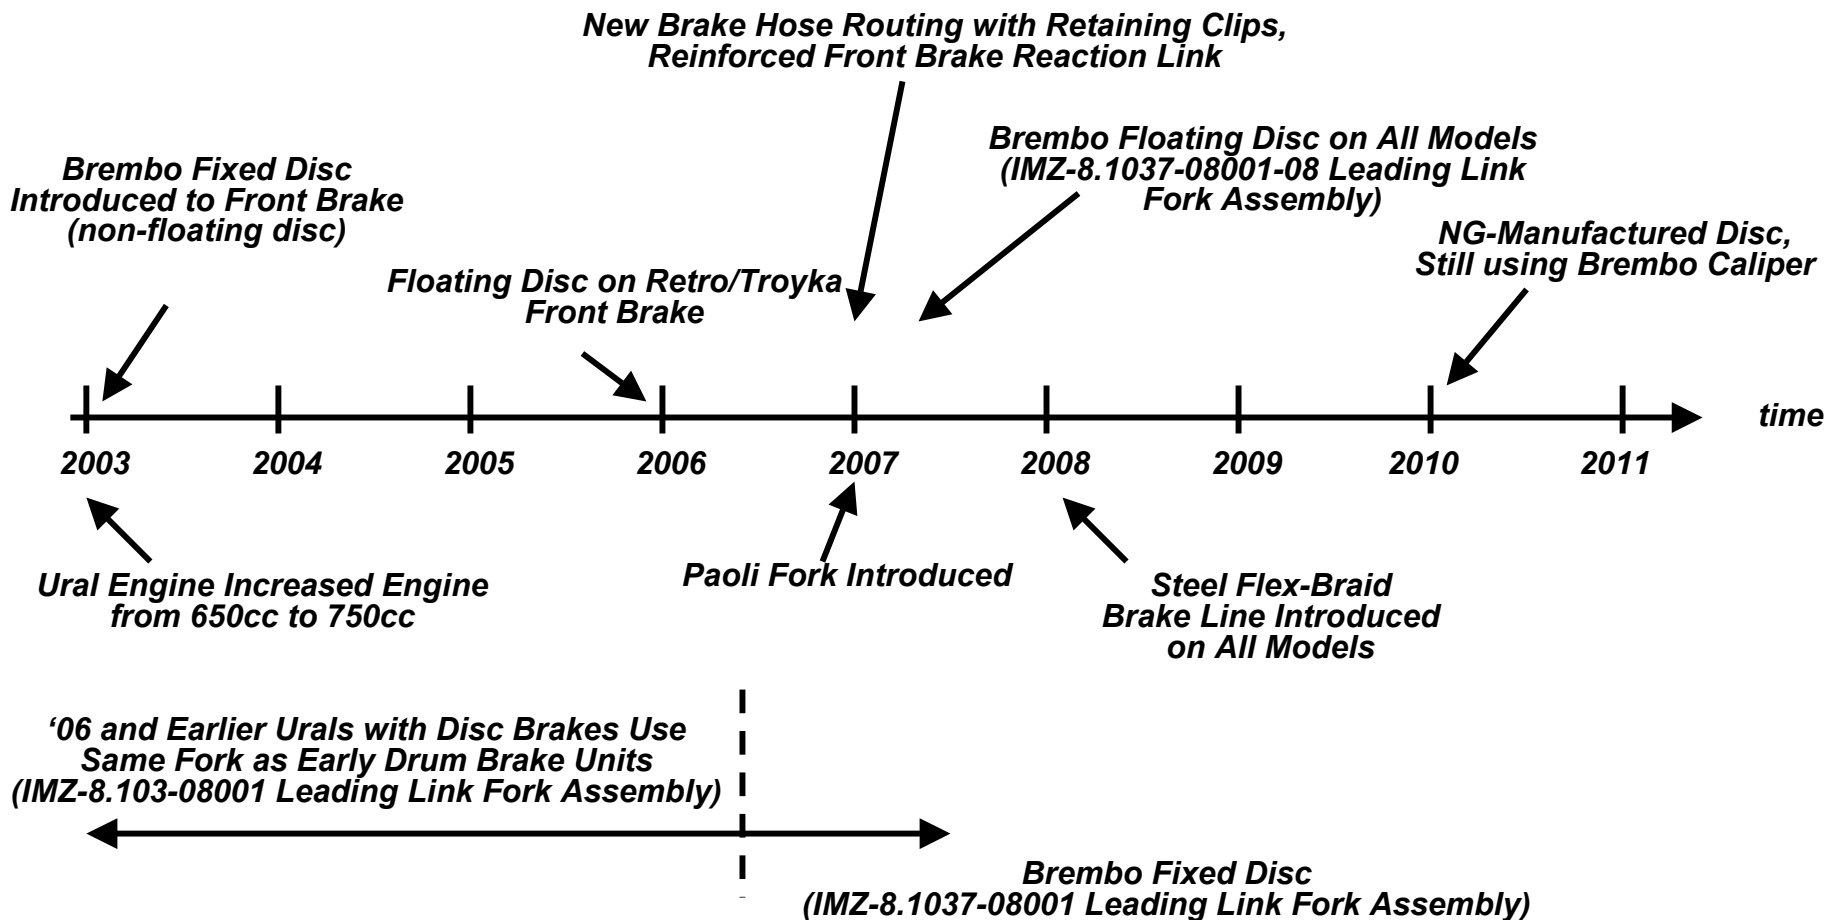 New Brake Hose Routing with Retaining Clips,
Reinforced Front Brake Reaction Link
Brembo Floating Disc on All Models
(IMZ-8.1037-08001-08 Leading Link
Fork Assembly)
Brembo Fixed Disc
Introduced to Front Brake
(non-floating disc)
NG-Manufactured Disc,
Still using Brembo Caliper
Floating Disc on Retro/Troyka
Front Brake
time
2003 2004 2005 2006 2007 2008 2009 2010 2011
Ural Engine Increased Engine
from 650cc to 750cc
Paoli Fork Introduced
Steel Flex-Braid
Brake Line Introduced
on All Models
‘06 and Earlier Urals with Disc Brakes Use
Same Fork as Early Drum Brake Units
(IMZ-8.103-08001 Leading Link Fork Assembly)
Brembo Fixed Disc
(IMZ-8.1037-08001 Leading Link Fork Assembly)